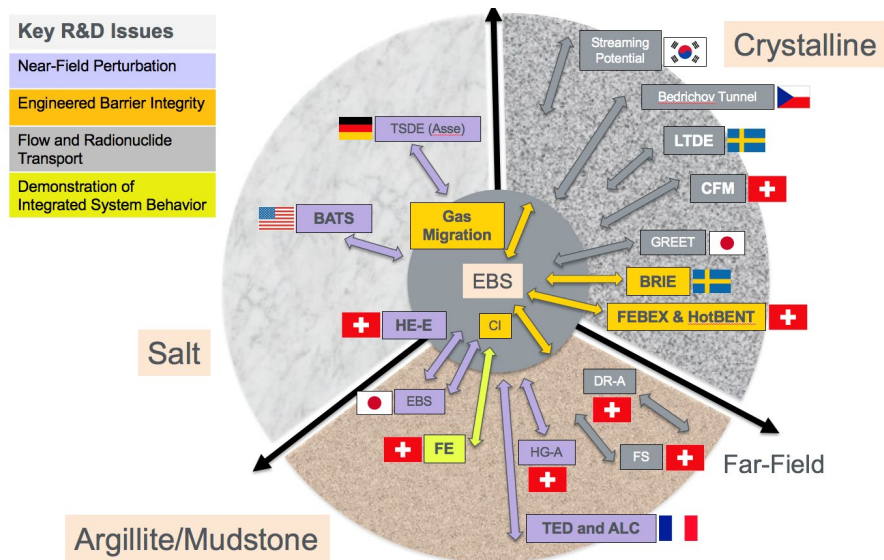 Key R&D Issues
Near-Field Perturbation
Engineered Barrier Integrity
Flow and Radionuclide
Transport
Demonstration of
Integrated System Behavior
Crystalline
Streaming
Potential
Bedrichov Tunnel
TSDE (Asse)
LTDE
CFM
BATS
Gas
Migration
GREET
EBS
BRIE
FEBEX & HotBENT
HE-E
CI
Salt
DR-A
EBS
FE
HG-A
FS
Far-Field
Argillite/Mudstone
TED and ALC